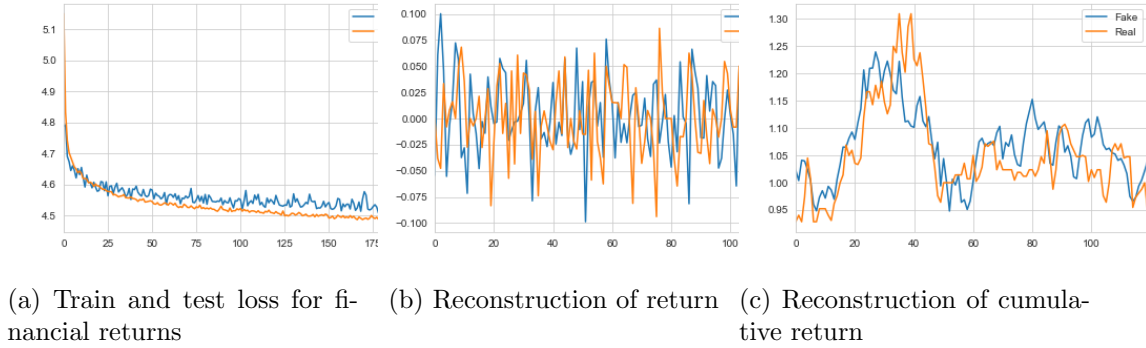 5.1
5.0
4.9
4.8
4.7
4.6
4.5
0 25 50 75 100 125 150 175
0.100
0.075
0.050
0.025
0.000
−0.025
−0.050
−0.075
−0.100
0 20 40 60 80 100
1.30
1.25
1.20
1.15
1.10
1.05
1.00
0.95
0 20 40 60 80 100
Fake
Real
(a) Train and test loss for fi-
nancial returns
(b) Reconstruction of return
(c) Reconstruction of cumula-
tive return